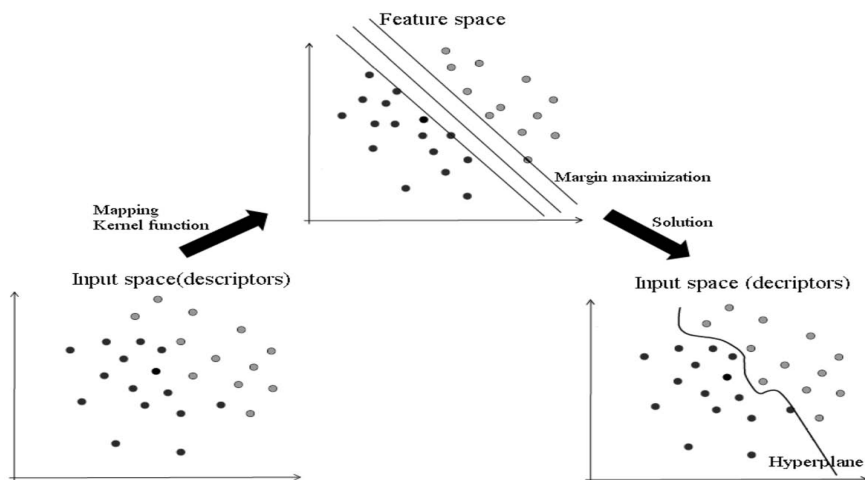 Feature space
Margin maximization
Mapping
Kernel function
Solution
Input space(descriptors)
Input space (decriptors)
Hyperplane